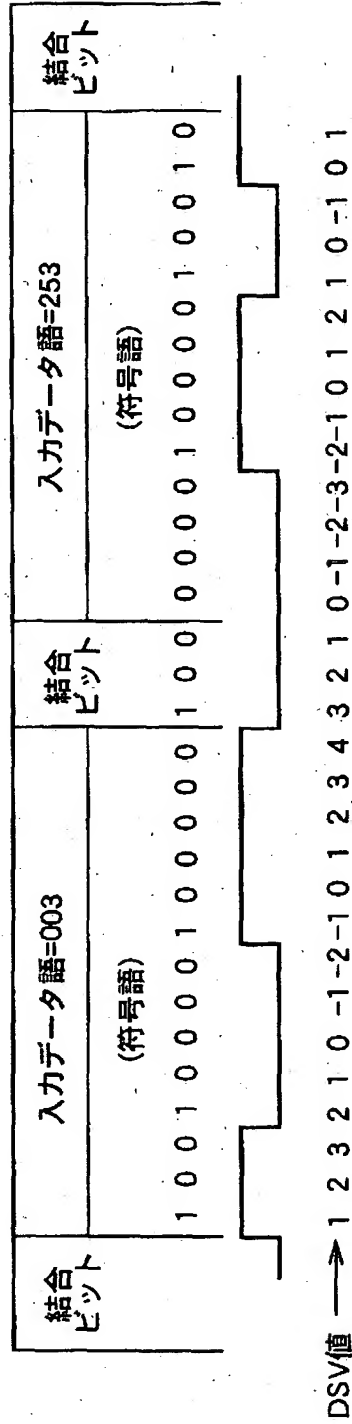 結合ビット 入力データ語=003 結合ビット 入力データ語=253 結合ビット
(符号語) (符号語)
1 0 0 1 0 0 0 0 1 0 0 0 0 0 1 0 0 0 0 0 0 1 0 0 0 0 1 0 0 1 0
DSV値 → 1 2 3 2 1 0 -1 -2 -1 0 1 2 3 4 3 2 1 0 -1 -2 -3 -2 -1 0 1 2 1 0 -1 0 1